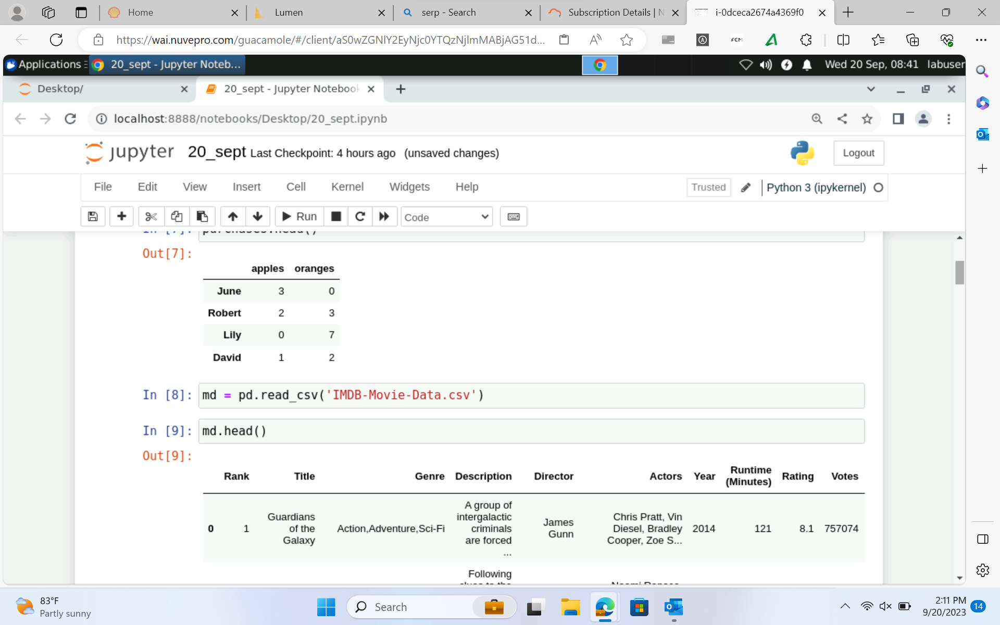 Home
Lumen
serp - Search
Subscription Details | N
i-0dceca2674a4369f0
https://wai.nuvepro.com/guacamole/#/client/aS0wZGNlY2EyNjc0YTQzNjlmMABjAG51d...
Applications
20_sept - Jupyter Noteb...
Wed 20 Sep, 08:41 labuser
Desktop/
20_sept - Jupyter Notebook
localhost:8888/notebooks/Desktop/20_sept.ipynb
jupyter 20_sept Last Checkpoint: 4 hours ago (unsaved changes)
Logout
File Edit View Insert Cell Kernel Widgets Help
Trusted
Python 3 (ipykernel)
Run
Code
In [7]: purchases.head()
Out[7]:
apples oranges
June 3 0
Robert 2 3
Lily 0 7
David 1 2
In [8]: md = pd.read_csv('IMDB-Movie-Data.csv')
In [9]: md.head()
Out[9]:
Rank Title Genre Description Director Actors Year Runtime (Minutes) Rating Votes
0 1 Guardians of the Galaxy Action,Adventure,Sci-Fi A group of intergalactic criminals are forced ... James Gunn Chris Pratt, Vin Diesel, Bradley Cooper, Zoe S... 2014 121 8.1 757074
Following
83°F
Partly sunny
Search
2:11 PM
9/20/2023
14